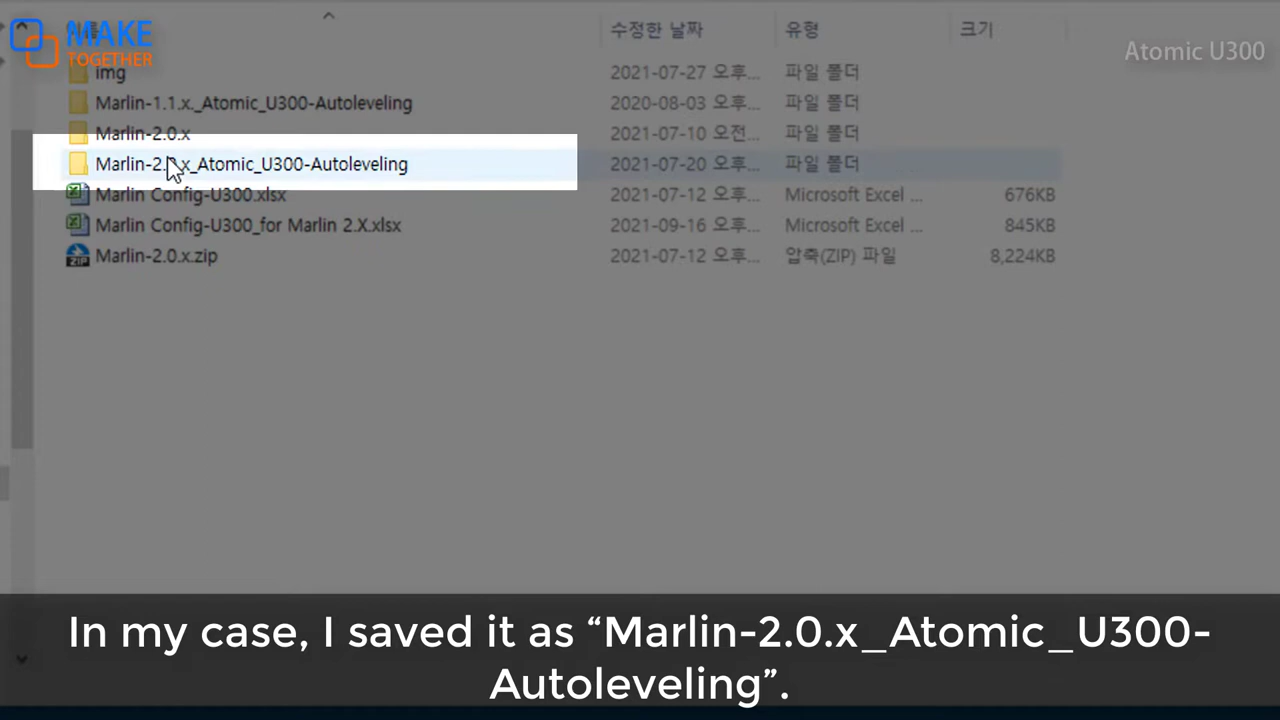 MAKE
TOGETHER
수정한 날짜 유형 크기
Atomic U300
img 2021-07-27 오후... 파일 폴더
Marlin-1.1.x._Atomic_U300-Autoleveling 2020-08-03 오후... 파일 폴더
Marlin-2.0.x 2021-07-10 오전... 파일 폴더
Marlin-2.0.x_Atomic_U300-Autoleveling 2021-07-20 오후... 파일 폴더
Marlin Config-U300.xlsx 2021-07-12 오후... Microsoft Excel ... 676KB
Marlin Config-U300_for Marlin 2.X.xlsx 2021-09-16 오후... Microsoft Excel ... 845KB
ZIP Marlin-2.0.x.zip 2021-07-12 오후... 압축(ZIP) 파일 8,224KB
In my case, I saved it as “Marlin-2.0.x_Atomic_U300-
Autoleveling”.